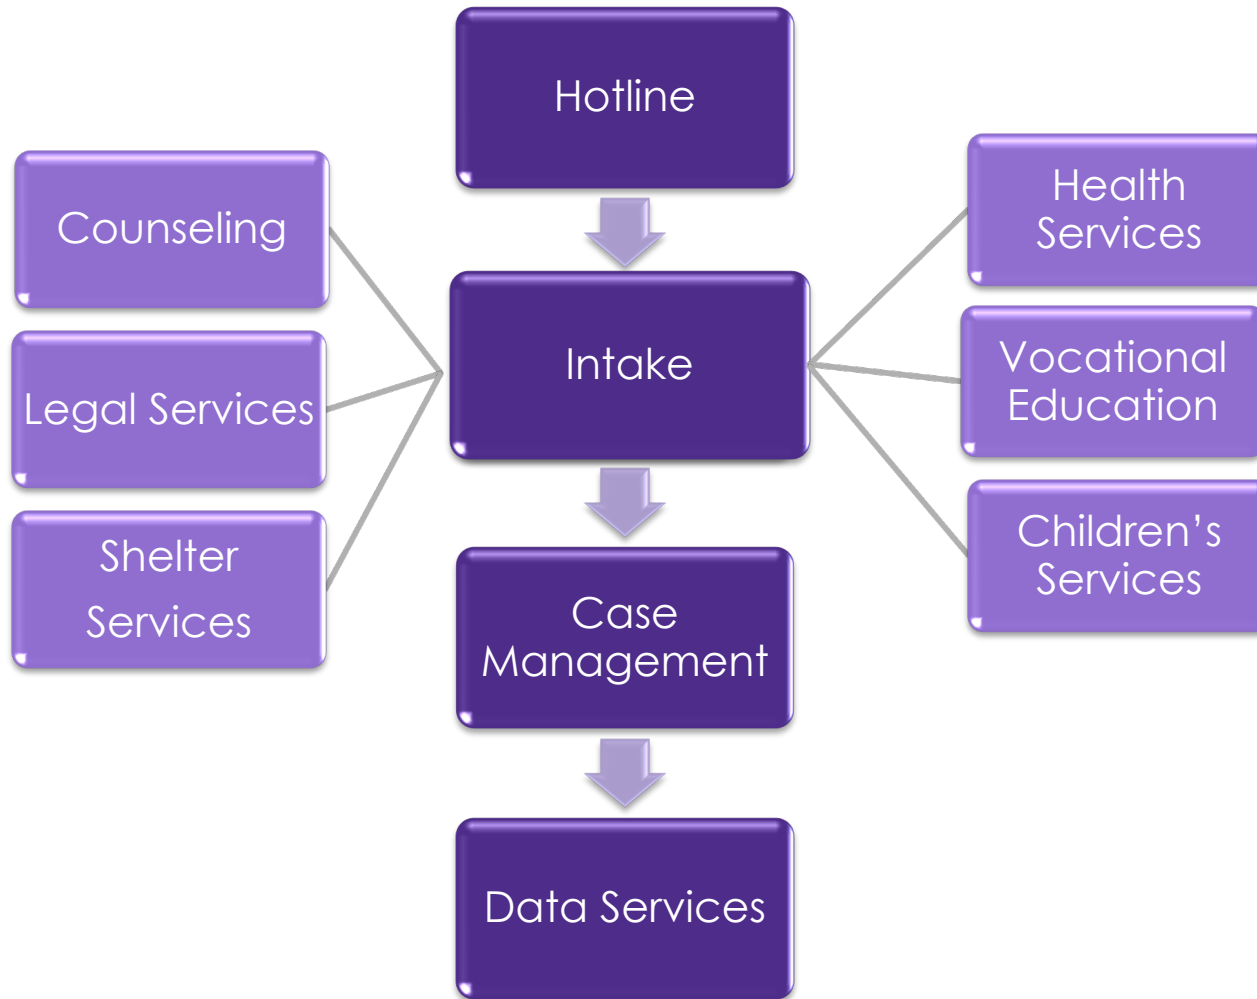 Hotline
Counseling
Legal Services
Shelter
Services
Intake
Health
Services
Vocational
Education
Children’s
Services
Case
Management
Data Services